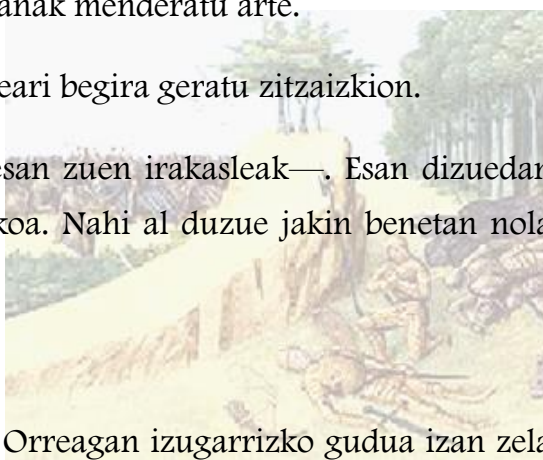 anak menderatu arte.
eari begira geratu zitzaizkion.
esan zuen irakasleak—. Esan dizuedan
koa. Nahi al duzue jakin benetan nola
Orreagan izugarrizko gudua izan zela